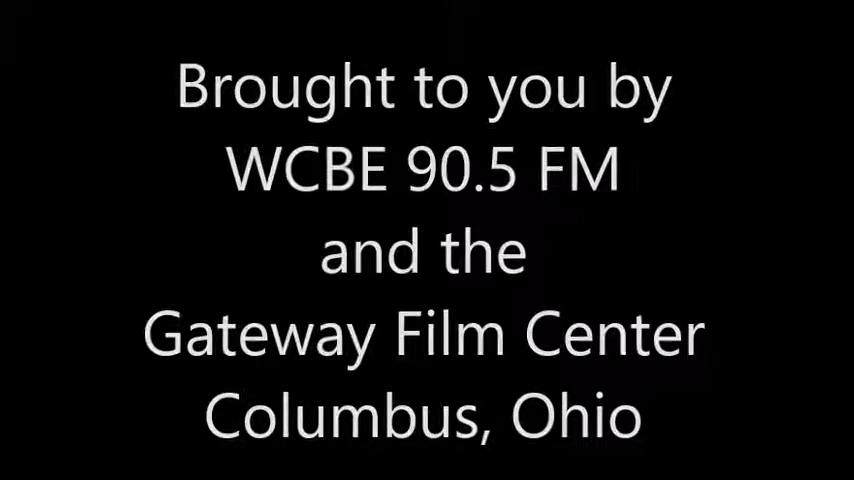 Brought to you by
WCBE 90.5 FM
and the
Gateway Film Center
Columbus, Ohio